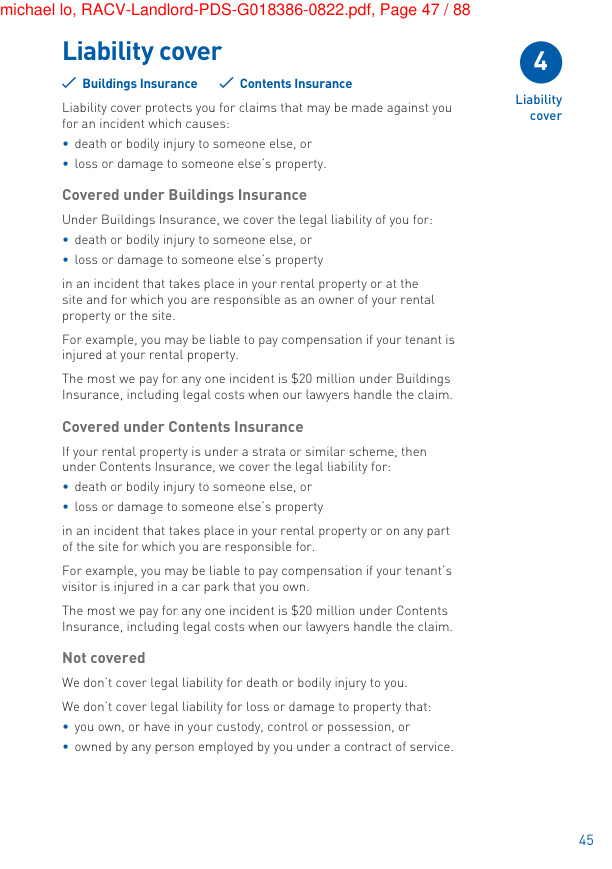 michael lo, RACV-Landlord-PDS-G018386-0822.pdf, Page 47 / 88
Liability cover
4
Buildings Insurance Contents Insurance
Liability
cover
Liability cover protects you for claims that may be made against you
for an incident which causes:
• death or bodily injury to someone else, or
• loss or damage to someone else's property.
Covered under Buildings Insurance
Under Buildings Insurance, we cover the legal liability of you for:
• death or bodily injury to someone else, or
• loss or damage to someone else's property
in an incident that takes place in your rental property or at the
site and for which you are responsible as an owner of your rental
property or the site.
For example, you may be liable to pay compensation if your tenant is
injured at your rental property.
The most we pay for any one incident is $20 million under Buildings
Insurance, including legal costs when our lawyers handle the claim.
Covered under Contents Insurance
If your rental property is under a strata or similar scheme, then
under Contents Insurance, we cover the legal liability for:
• death or bodily injury to someone else, or
• loss or damage to someone else's property
in an incident that takes place in your rental property or on any part
of the site for which you are responsible for.
For example, you may be liable to pay compensation if your tenant's
visitor is injured in a car park that you own.
The most we pay for any one incident is $20 million under Contents
Insurance, including legal costs when our lawyers handle the claim.
Not covered
We don't cover legal liability for death or bodily injury to you.
We don't cover legal liability for loss or damage to property that:
• you own, or have in your custody, control or possession, or
• owned by any person employed by you under a contract of service.
45